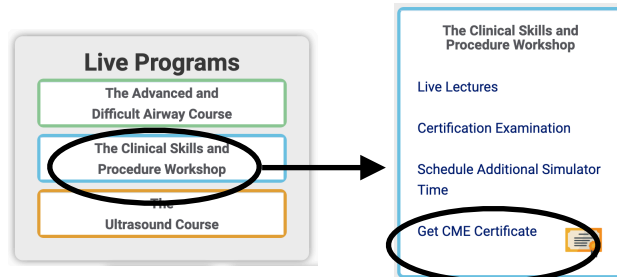 Live Programs
The Advanced and
Difficult Airway Course
The Clinical Skills and
Procedure Workshop
The
Ultrasound Course
The Clinical Skills and
Procedure Workshop
Live Lectures
Certification Examination
Schedule Additional Simulator
Time
Get CME Certificate